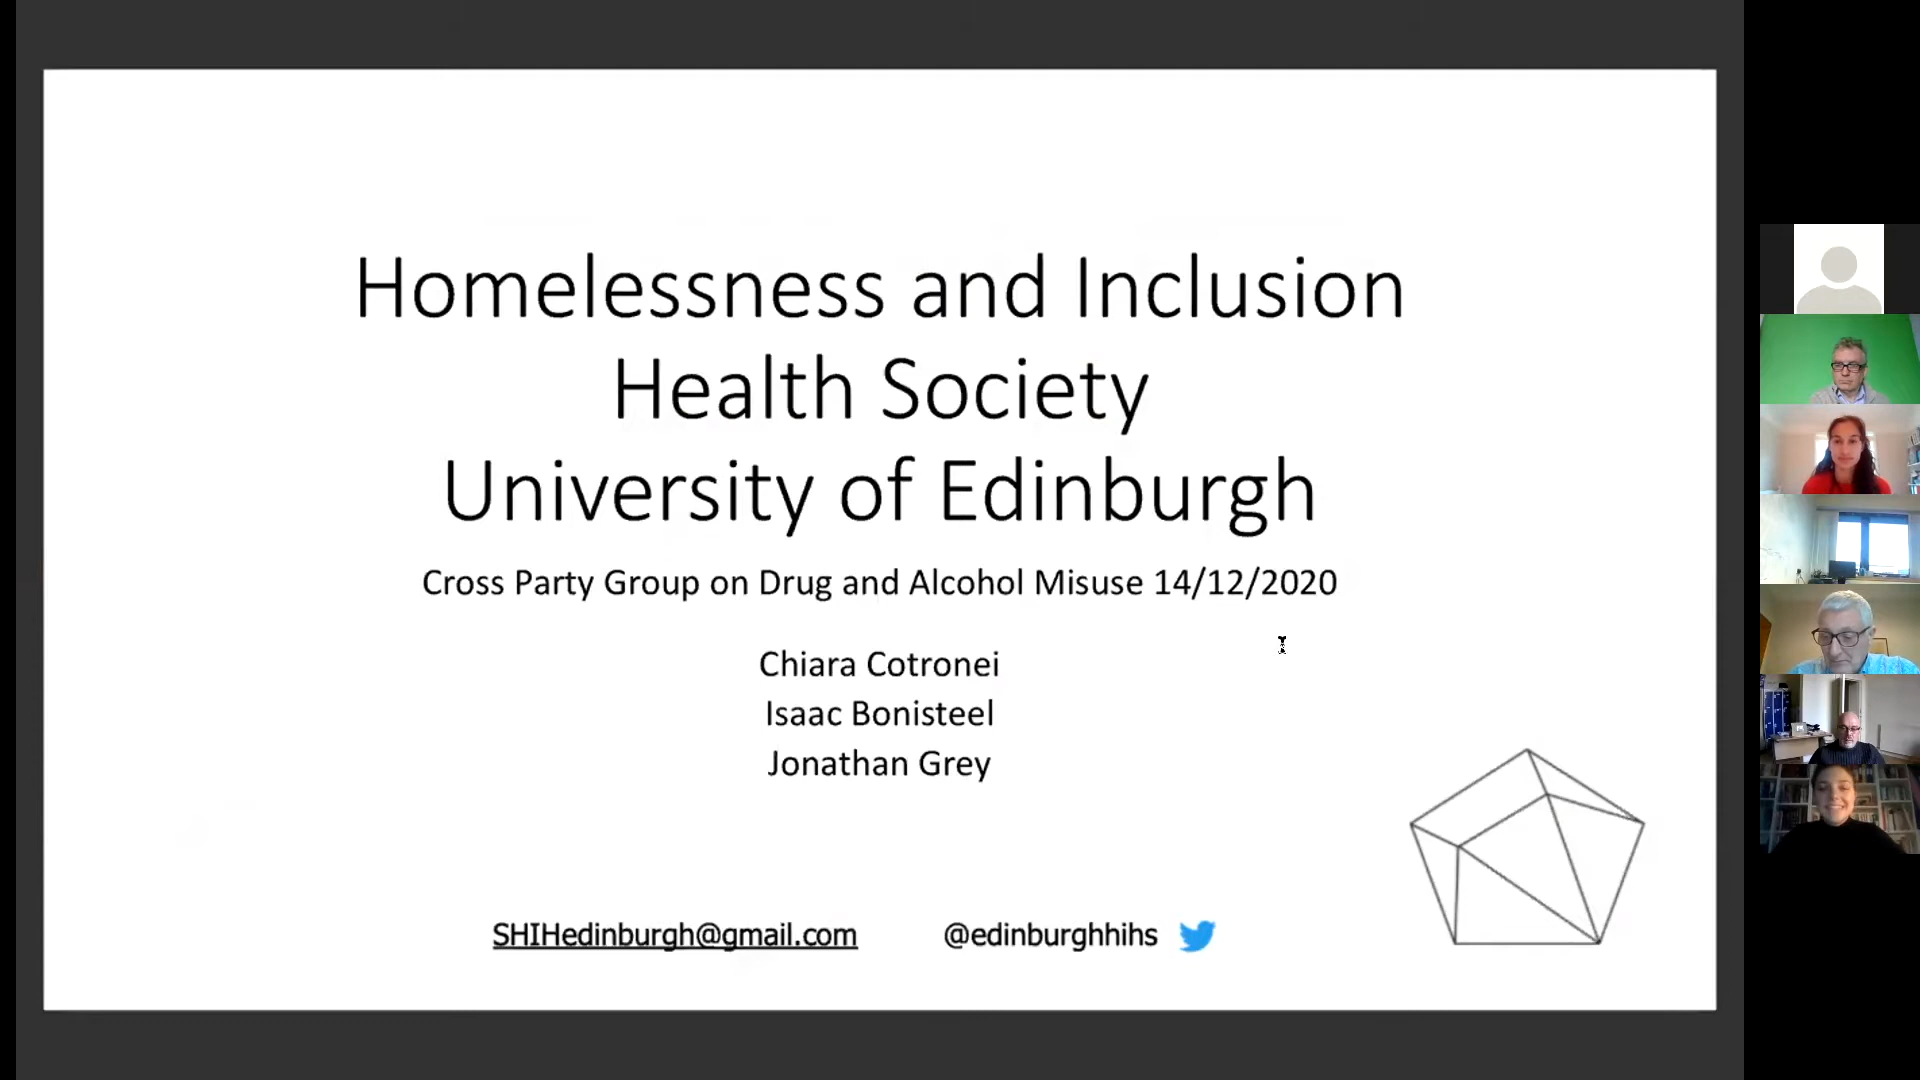 Homelessness and Inclusion
Health Society
University of Edinburgh
Cross Party Group on Drug and Alcohol Misuse 14/12/2020
Chiara Cotronei
Isaac Bonisteel
Jonathan Grey
SHIHedinburgh@gmail.com @edinburghhihs